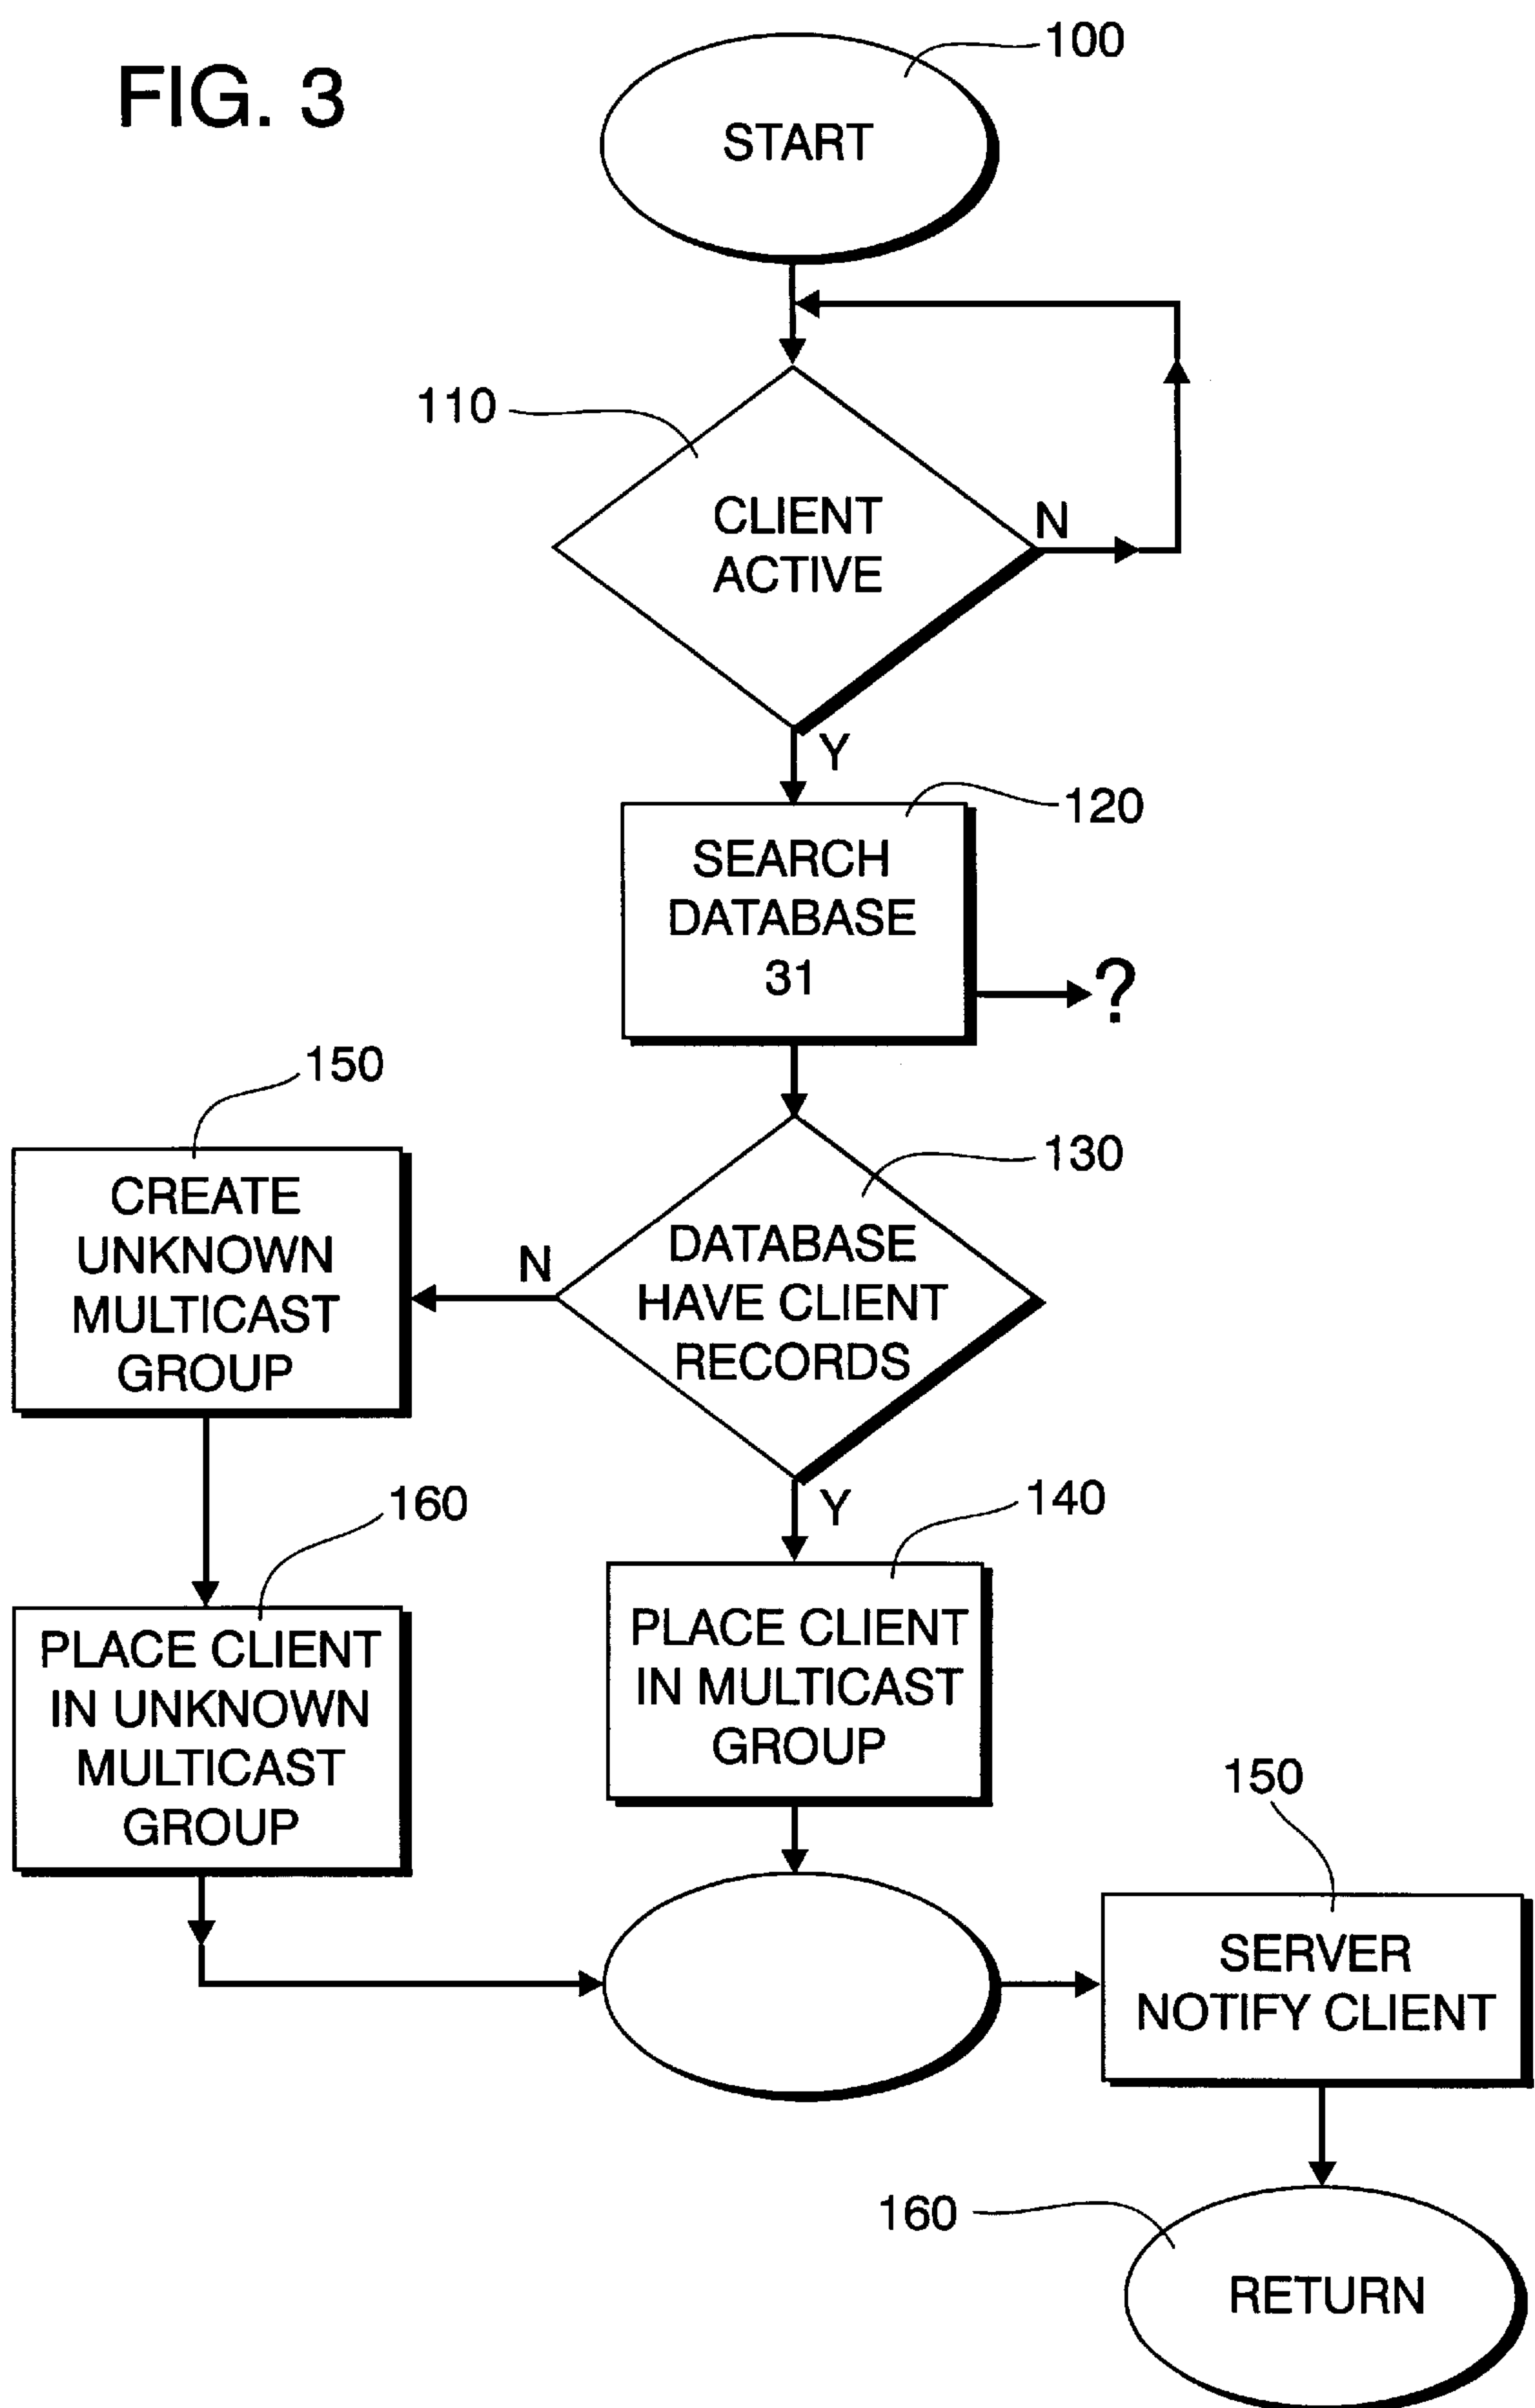 FIG. 3
100
START
110
CLIENT
ACTIVE
N
Y
120
SEARCH
DATABASE
31
?
150
CREATE
UNKNOWN
MULTICAST
GROUP
N
130
DATABASE
HAVE CLIENT
RECORDS
Y
160
PLACE CLIENT
IN UNKNOWN
MULTICAST
GROUP
140
PLACE CLIENT
IN MULTICAST
GROUP
150
SERVER
NOTIFY CLIENT
160
RETURN